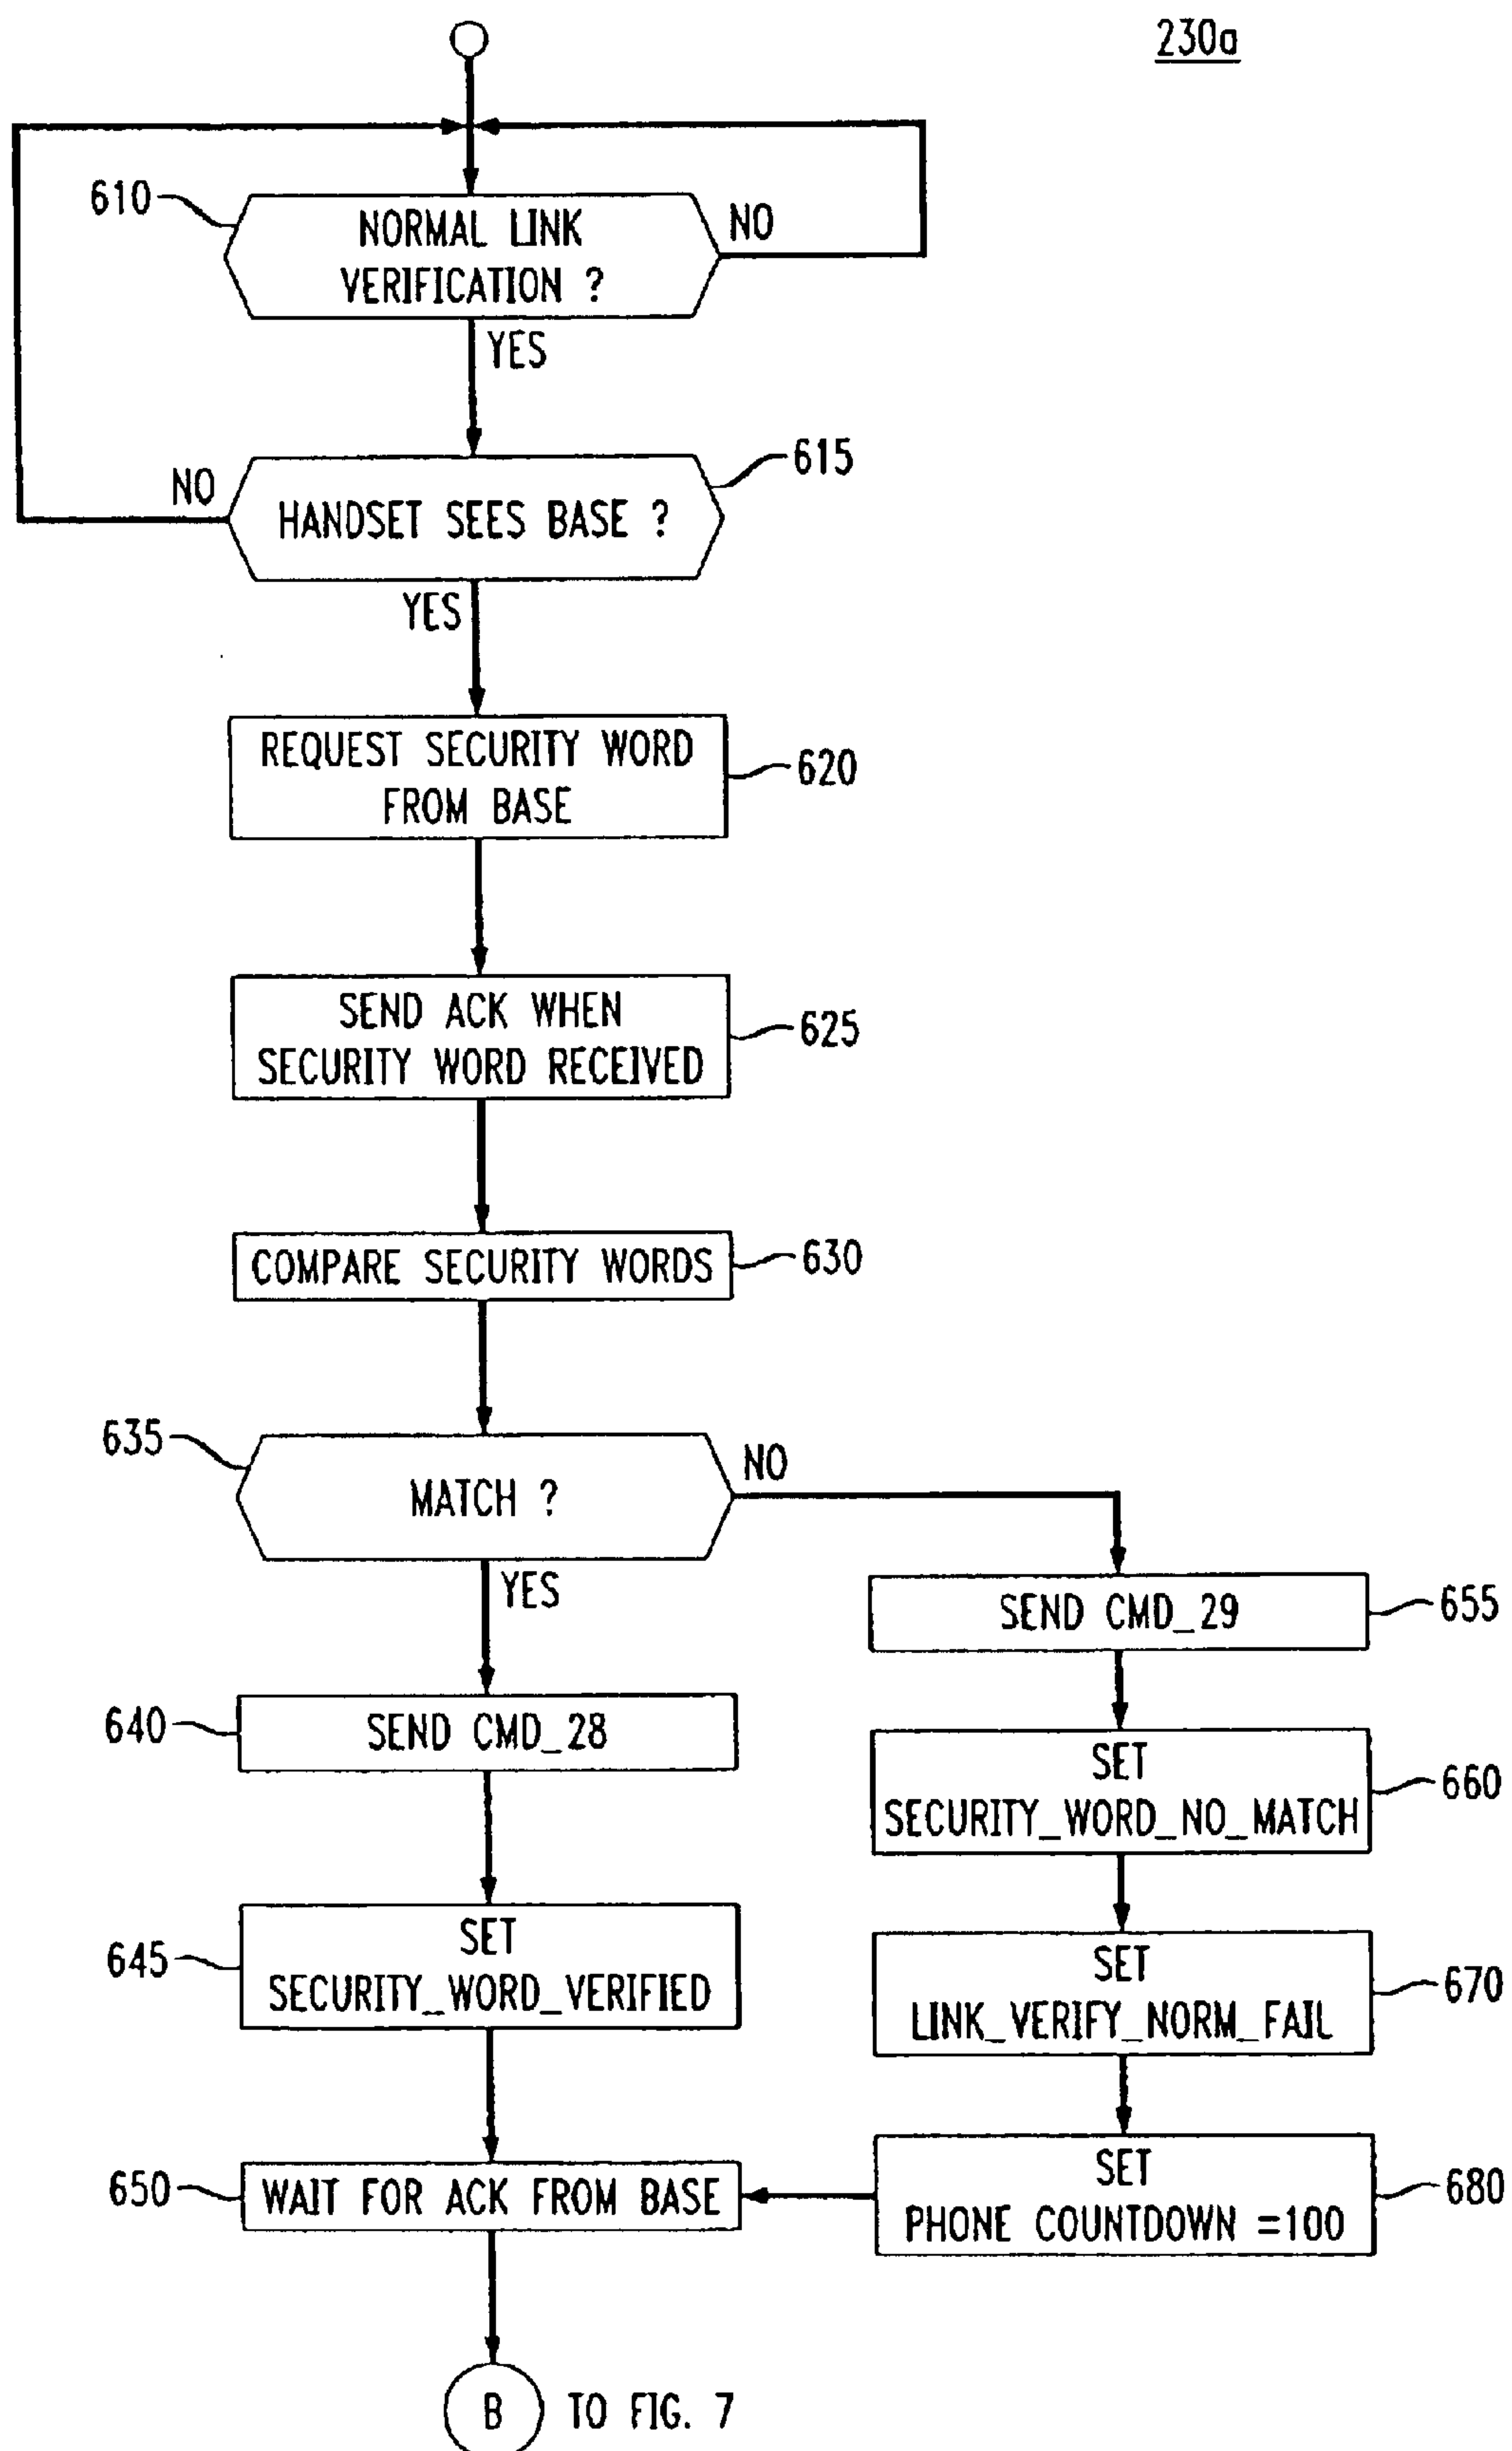 230a
610
NORMAL LINK
VERIFICATION ?
NO
YES
615
NO
HANDSET SEES BASE ?
YES
REQUEST SECURITY WORD
FROM BASE
620
SEND ACK WHEN
SECURITY WORD RECEIVED
625
COMPARE SECURITY WORDS
630
635
MATCH ?
NO
YES
SEND CMD_29
655
640
SEND CMD_28
SET
SECURITY_WORD_NO_MATCH
660
645
SET
SECURITY_WORD_VERIFIED
SET
LINK_VERIFY_NORM_FAIL
670
650
WAIT FOR ACK FROM BASE
SET
PHONE COUNTDOWN =100
680
B TO FIG. 7